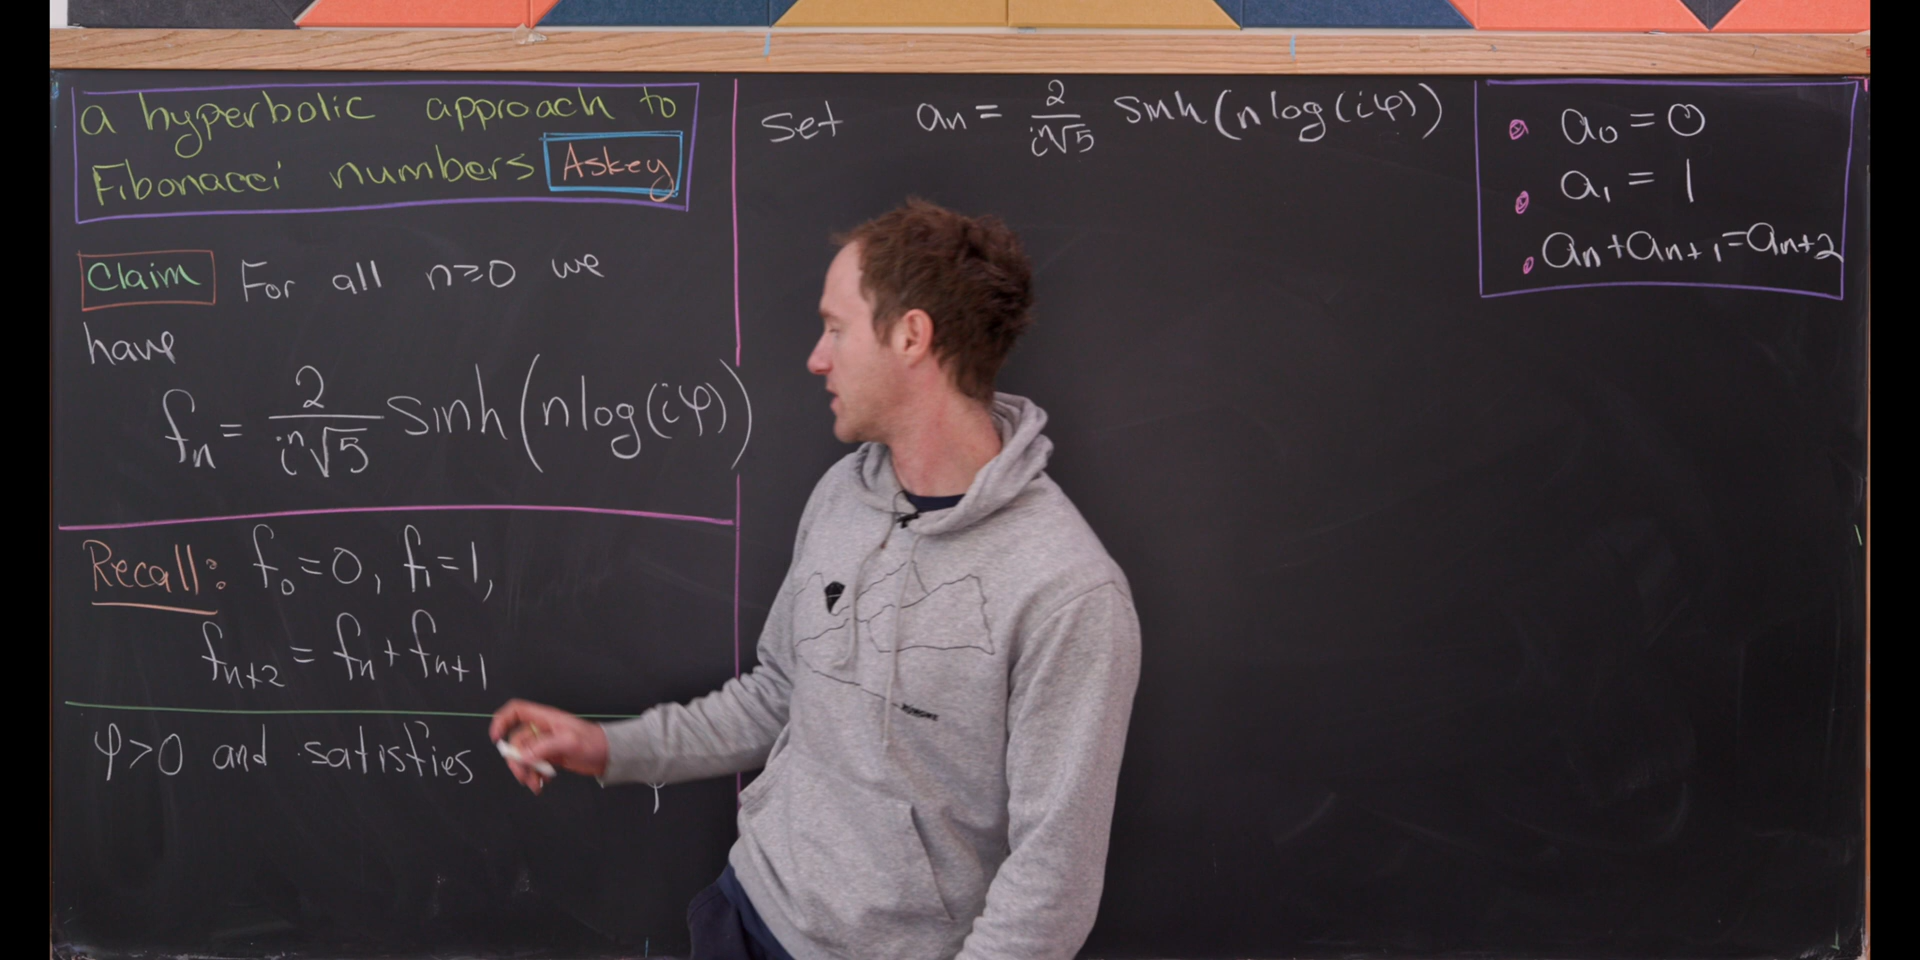 a hyperbolic approach to
Fibonacci numbers Askey
Claim For all n≥0 we
have
fₙ = 2/(iⁿ√5) sinh(n log(iφ))
Recall: f₀=0, f₁=1,
fₙ₊₂ = fₙ + fₙ₊₁
φ>0 and satisfies
Set aₙ = 2/(iⁿ√5) sinh(n log(iφ))
• a₀ = 0
• a₁ = 1
• aₙ+aₙ₊₁=aₙ₊₂